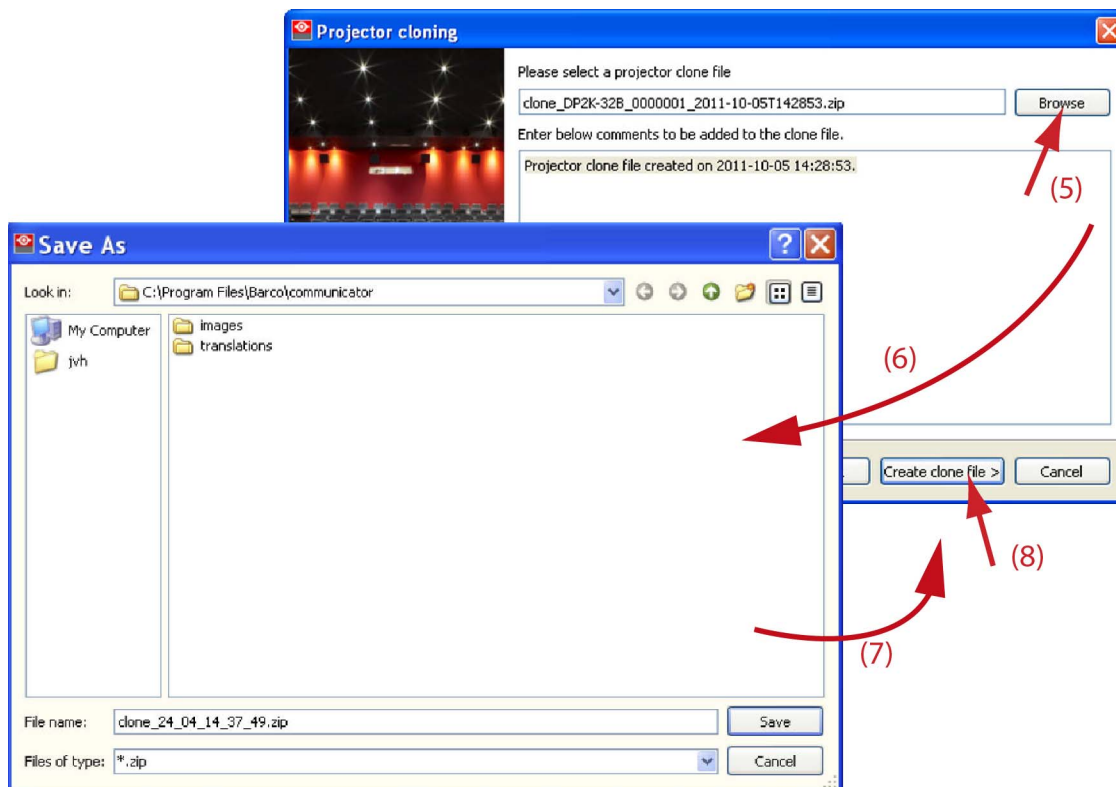 Projector cloning
Please select a projector clone file
clone_DP2K-32B_0000001_2011-10-05T142853.zip
Browse
Enter below comments to be added to the clone file.
Projector clone file created on 2011-10-05 14:28:53.
(5)
Save As
Look in:
C:\Program Files\Barco\communicator
My Computer
jvh
images
translations
(6)
Create clone file >
Cancel
(8)
(7)
File name:
clone_24_04_14_37_49.zip
Save
Files of type:
*.zip
Cancel